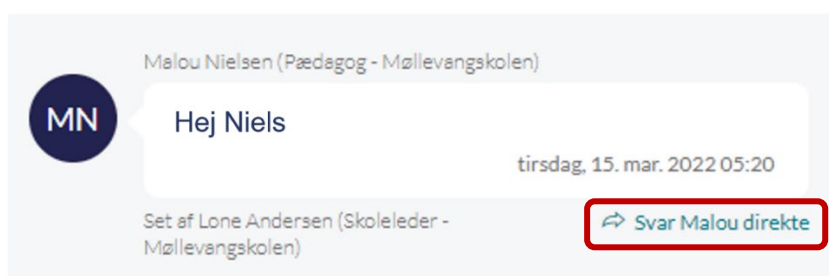 Malou Nielsen (Pædagog - Møllevangskolen)
MN
Hej Niels
tirsdag, 15. mar. 2022 05:20
Set af Lone Andersen (Skoleleder -
Møllevangskolen)
Svar Malou direkte